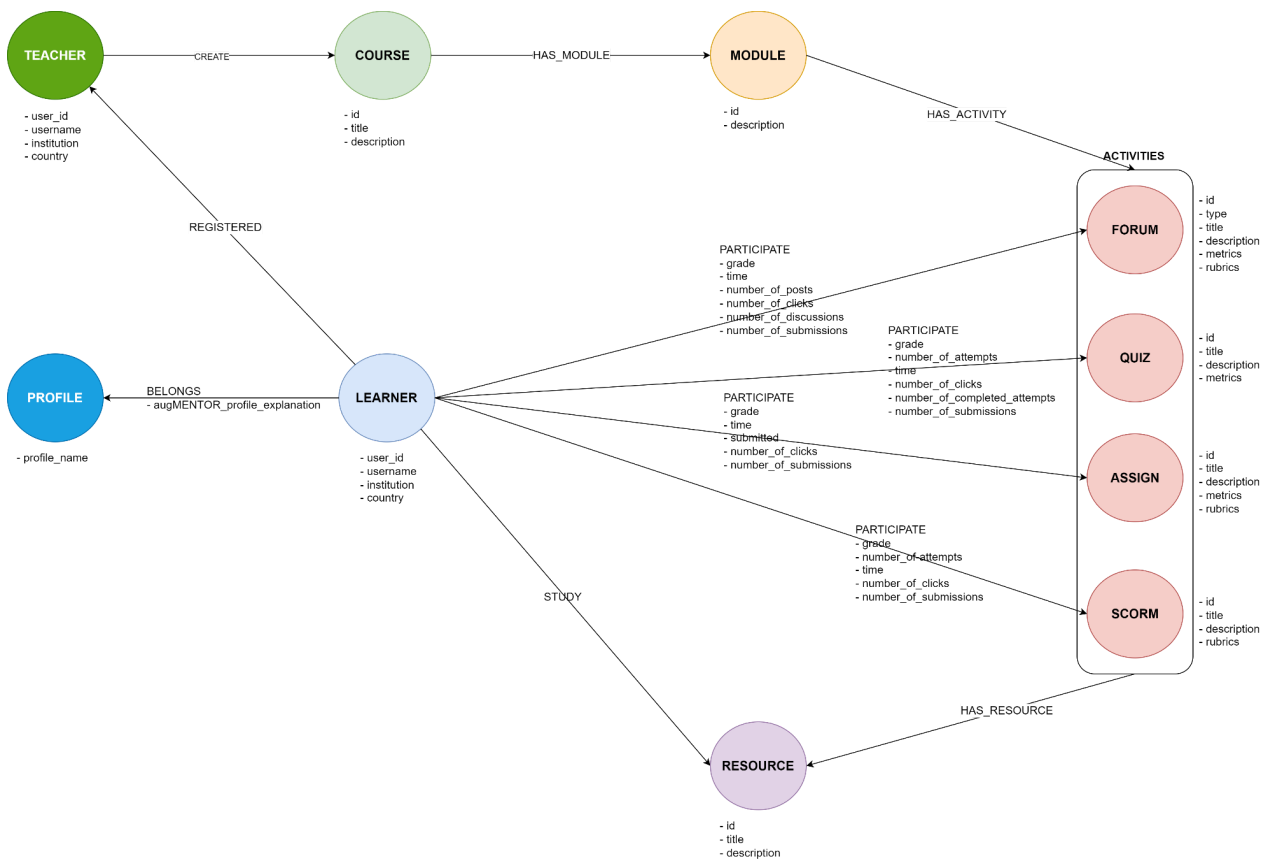 TEACHER
CREATE
COURSE
HAS_MODULE
MODULE
- user_id
- username
- institution
- country
- id
- title
- description
- id
- description
HAS_ACTIVITY
ACTIVITIES
FORUM
- id
- type
- title
- description
- metrics
- rubrics
REGISTERED
PARTICIPATE
- grade
- time
- number_of_posts
- number_of_clicks
- number_of_discussions
- number_of_submissions
PARTICIPATE
- grade
- number_of_attempts
- time
- number_of_clicks
- number_of_completed_attempts
- number_of_submissions
QUIZ
- id
- title
- description
- metrics
PROFILE
BELONGS
- augMENTOR_profile_explanation
LEARNER
- profile_name
- user_id
- username
- institution
- country
PARTICIPATE
- grade
- time
- submitted
- number_of_clicks
- number_of_submissions
ASSIGN
- id
- title
- description
- metrics
- rubrics
PARTICIPATE
- grade
- number_of attempts
- time
- number_of_clicks
- number_of_submissions
STUDY
SCORM
- id
- title
- description
- rubrics
HAS_RESOURCE
RESOURCE
- id
- title
- description